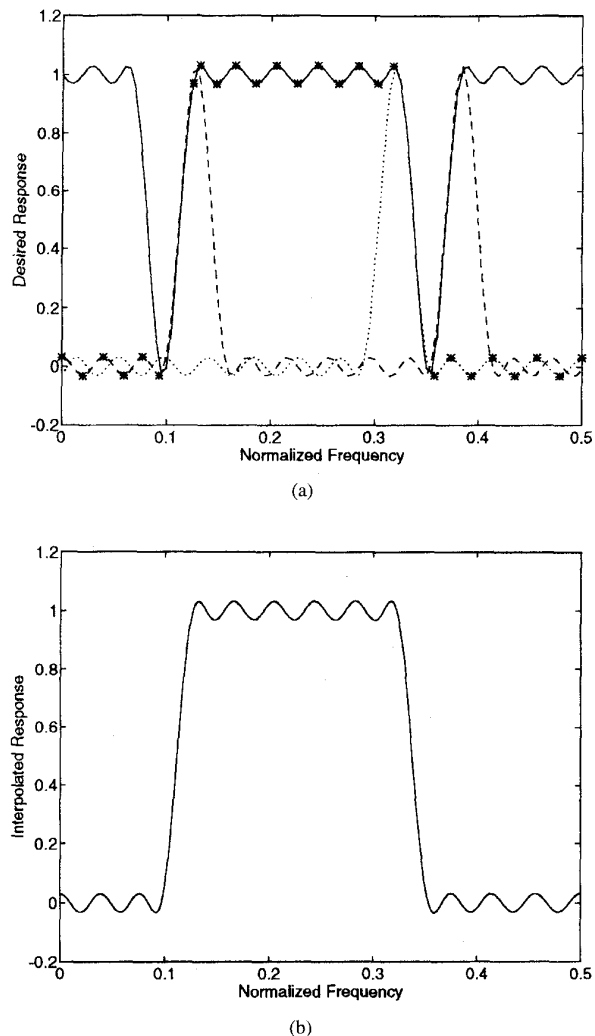 1.2
1
0.8
0.6
0.4
0.2
0
-0.2
Desired Response
0 0.1 0.2 0.3 0.4 0.5
Normalized Frequency
(a)
1.2
1
0.8
0.6
0.4
0.2
0
-0.2
Interpolated Response
0 0.1 0.2 0.3 0.4 0.5
Normalized Frequency
(b)